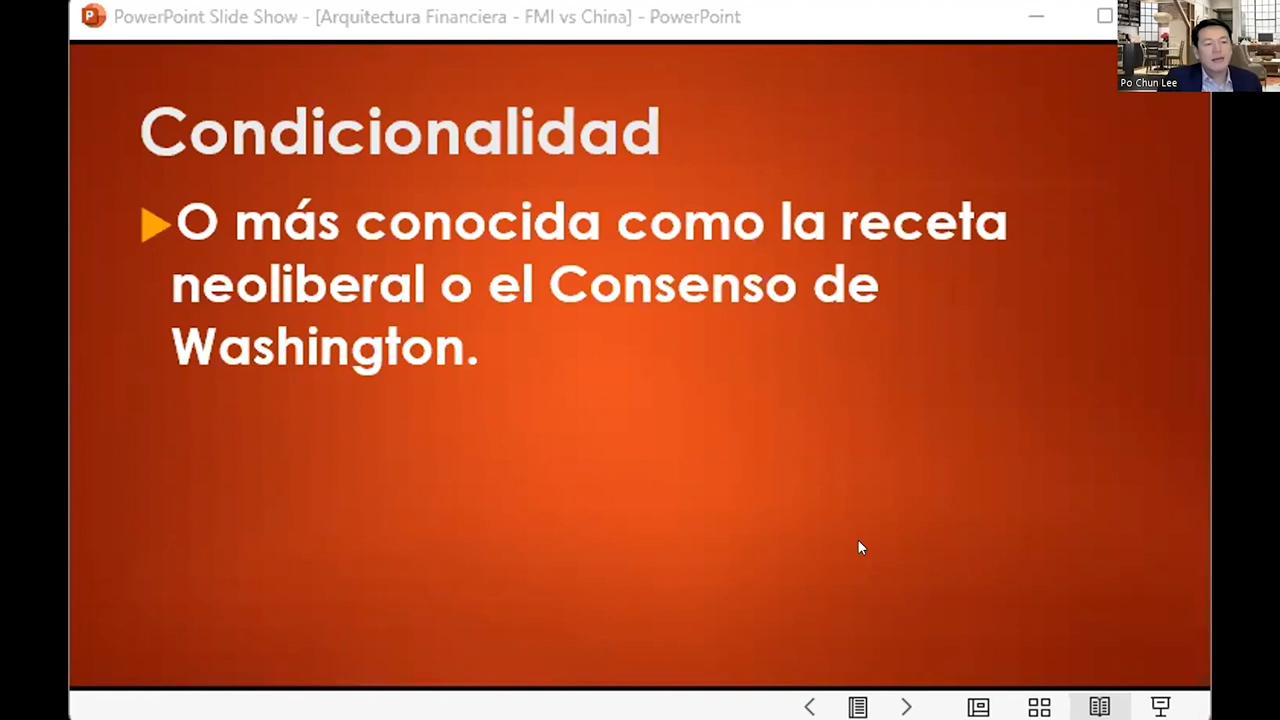 PowerPoint Slide Show - [Arquitectura Financiera - FMI vs China] - PowerPoint
Po Chun Lee
Condicionalidad
O más conocida como la receta
neoliberal o el Consenso de
Washington.